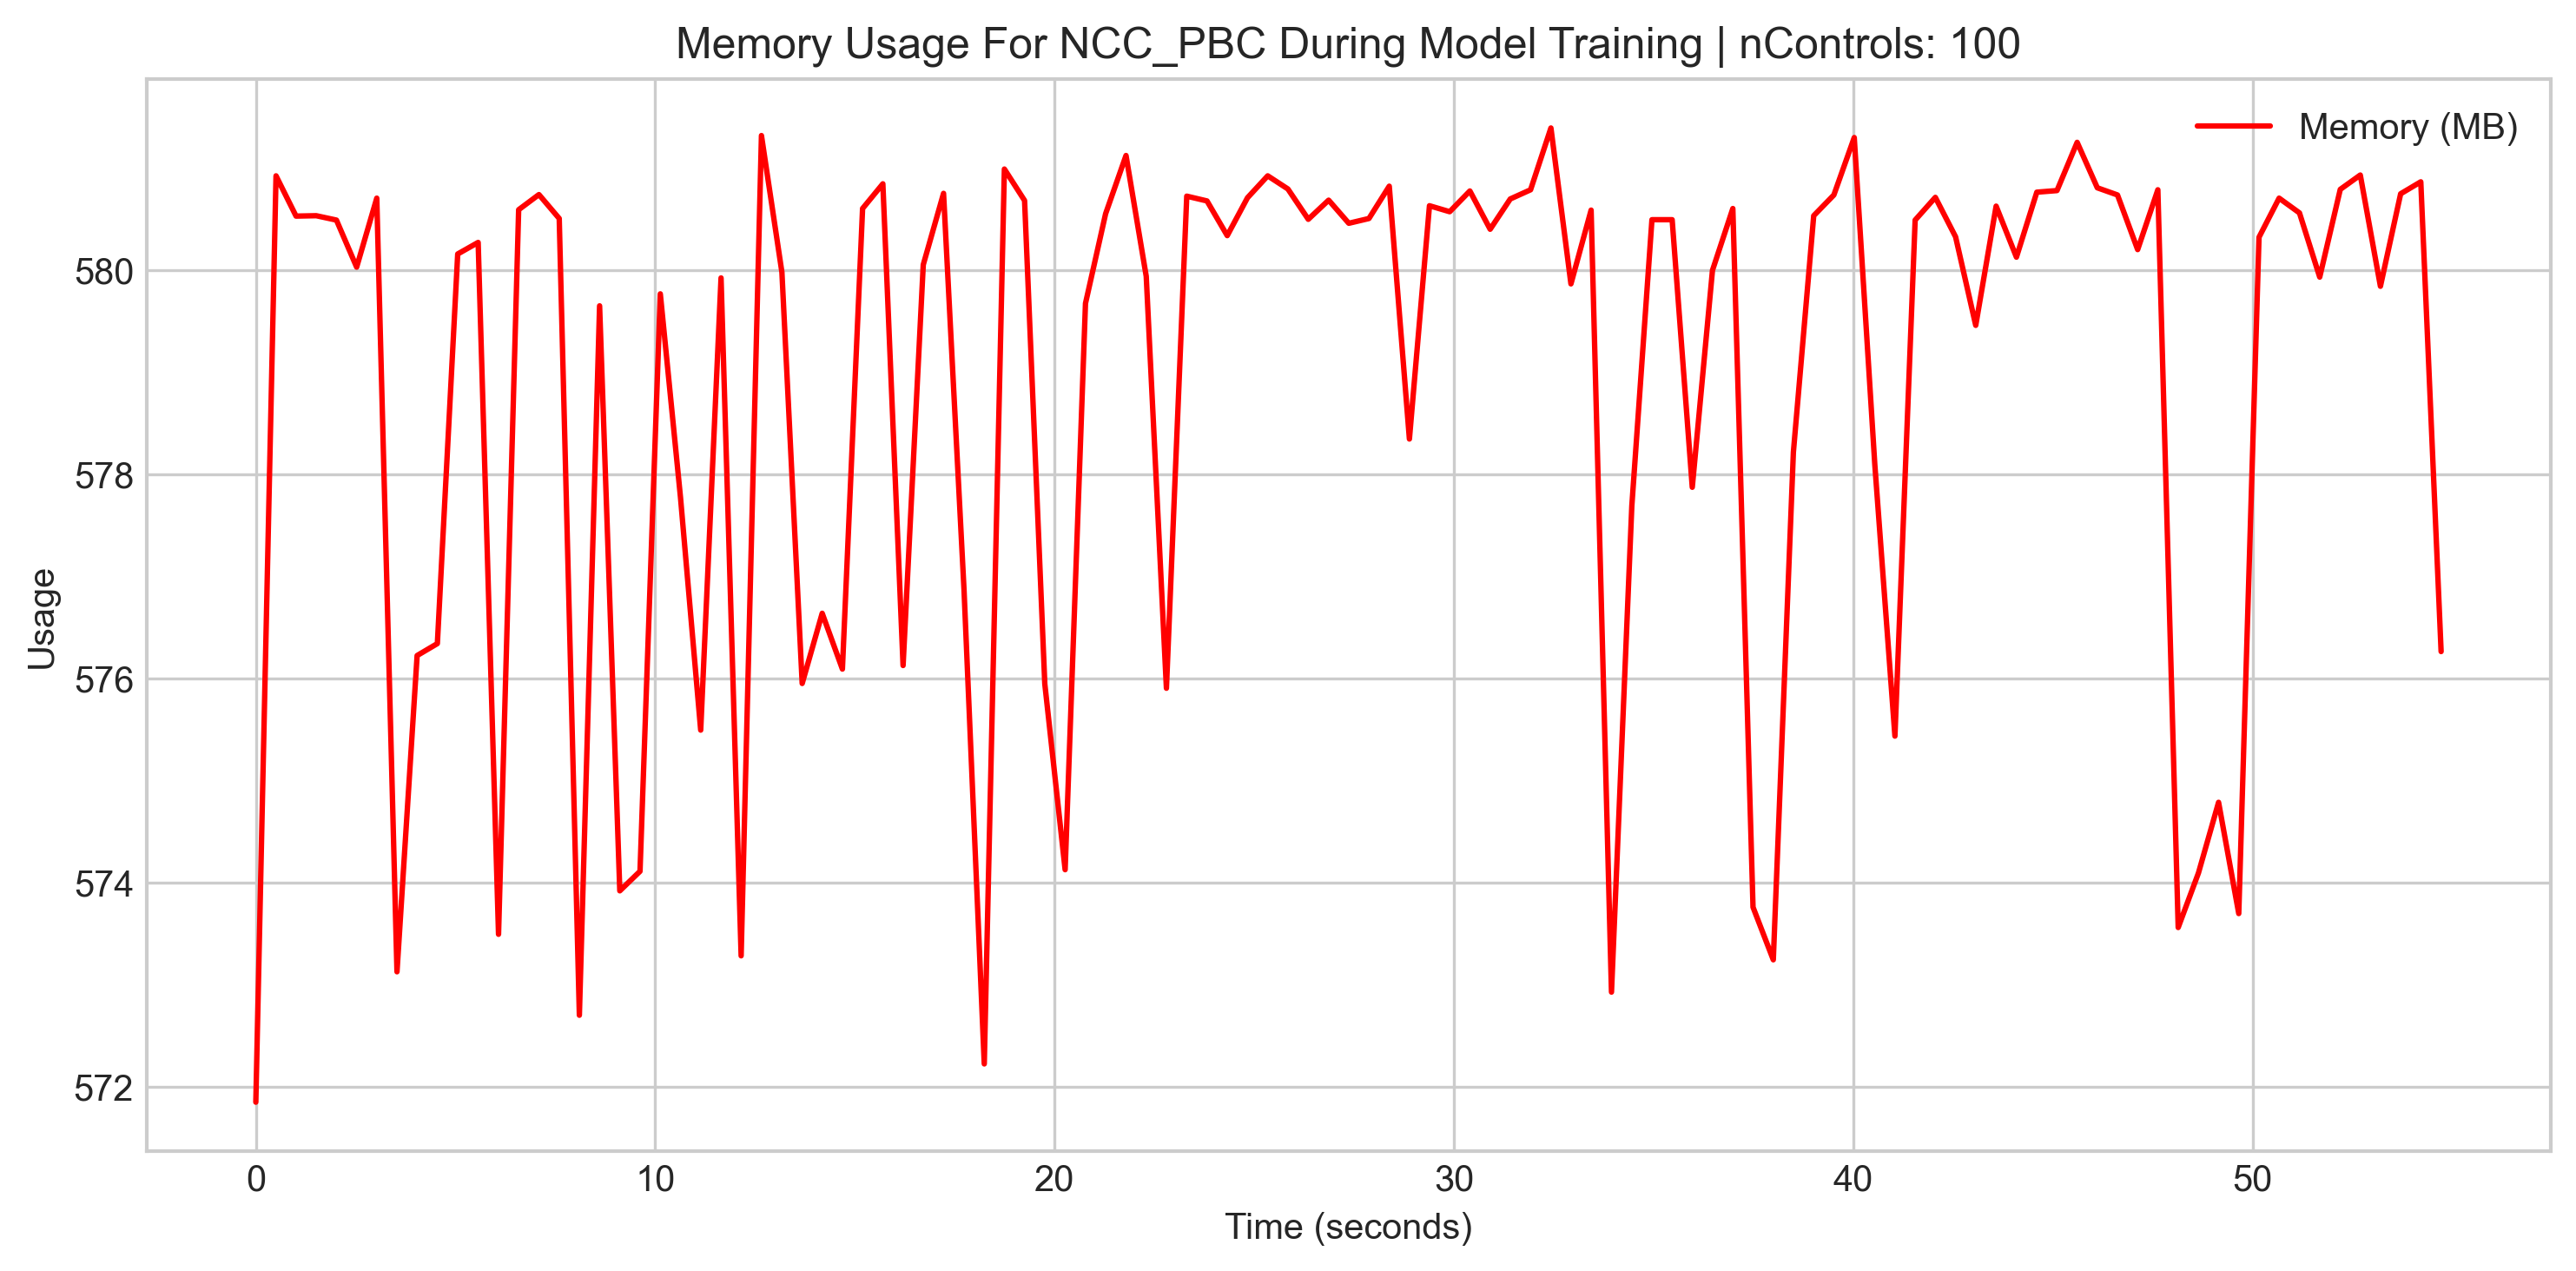 Memory Usage For NCC_PBC During Model Training | nControls: 100
Memory (MB)
Usage
580
578
576
574
572
0 10 20 30 40 50
Time (seconds)